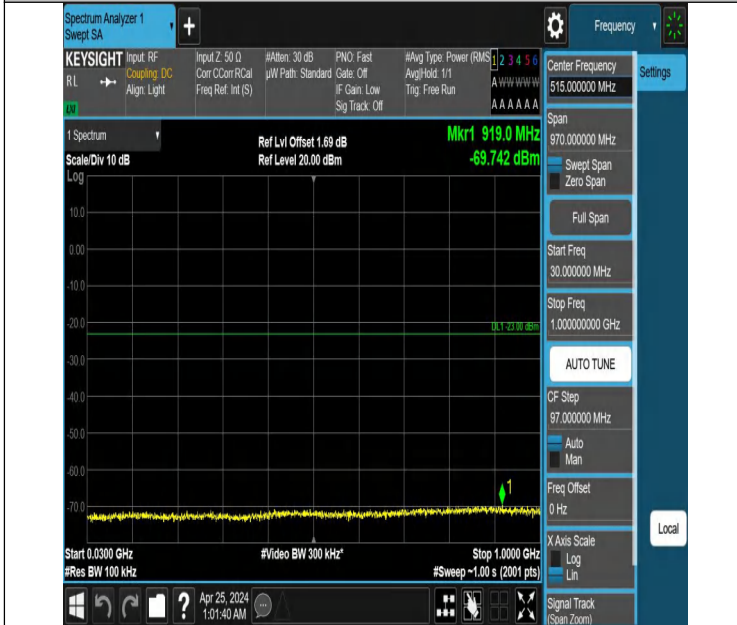 Spectrum Analyzer 1
Swept SA
+
Frequency
KEYSIGHT
RL
LXI
Input: RF
Coupling: DC
Align: Light
Input Z: 50 Ω
Corr CCorr RCal
Freq Ref: Int (S)
#Atten: 30 dB
µW Path: Standard
PNO: Fast
Gate: Off
IF Gain: Low
Sig Track: Off
#Avg Type: Power (RMS
Avg|Hold: 1/1
Trig: Free Run
1 2 3 4 5 6
A W W W W W
A A A A A A
1 Spectrum
Scale/Div 10 dB
Log
Ref Lvl Offset 1.69 dB
Ref Level 20.00 dBm
Mkr1 919.0 MHz
-69.742 dBm
10.0
0.00
-10.0
-20.0
-30.0
-40.0
-50.0
-60.0
-70.0
DL1 -23.00 dBm
1
Start 0.0300 GHz
#Res BW 100 kHz
#Video BW 300 kHz*
Stop 1.0000 GHz
#Sweep ~1.00 s (2001 pts)
?
Apr 25, 2024
1:01:40 AM
Center Frequency
515.000000 MHz
Span
970.000000 MHz
Swept Span
Zero Span
Full Span
Start Freq
30.000000 MHz
Stop Freq
1.000000000 GHz
AUTO TUNE
CF Step
97.000000 MHz
Auto
Man
Freq Offset
0 Hz
X Axis Scale
Log
Lin
Signal Track
(Span Zoom)
Settings
Local